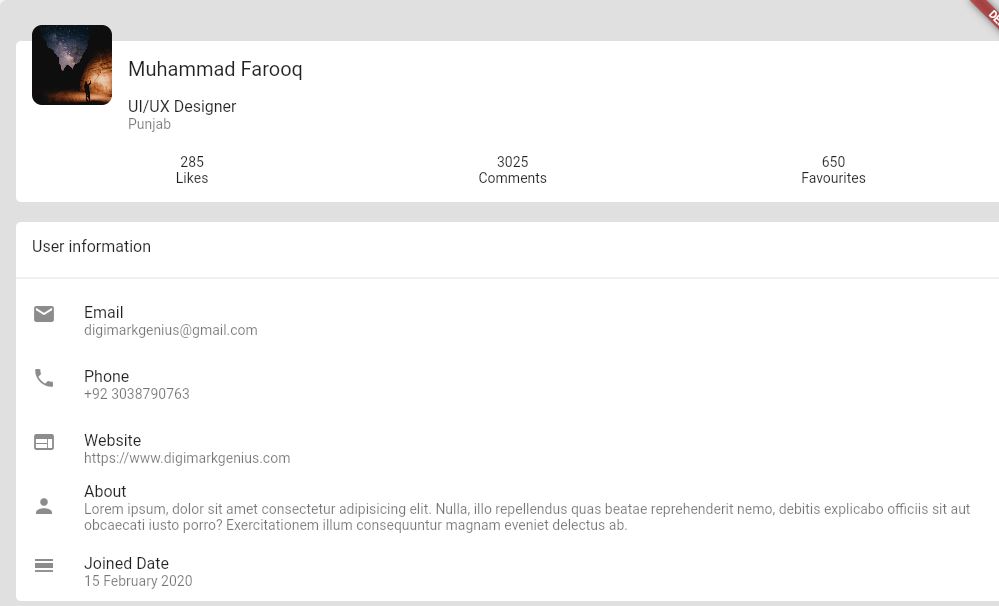 Muhammad Farooq
UI/UX Designer
Punjab
285
Likes
3025
Comments
650
Favourites
User information
Email
digimarkgenius@gmail.com
Phone
+92 3038790763
Website
https://www.digimarkgenius.com
About
Lorem ipsum, dolor sit amet consectetur adipisicing elit. Nulla, illo repellendus quas beatae reprehenderit nemo, debitis explicabo officiis sit aut
obcaecati iusto porro? Exercitationem illum consequuntur magnam eveniet delectus ab.
Joined Date
15 February 2020